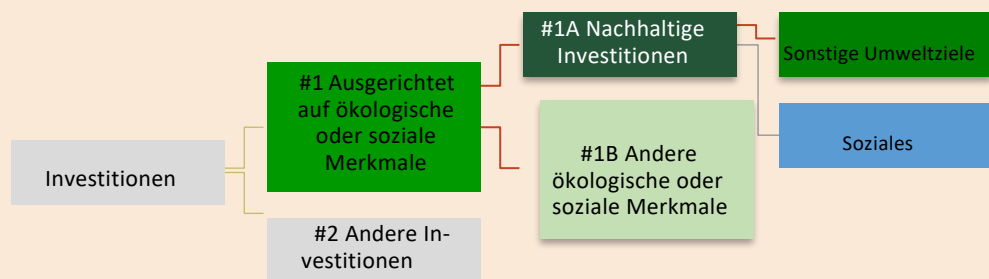 Investitionen
#1 Ausgerichtet
auf ökologische
oder soziale
Merkmale
#2 Andere In-
vestitionen
#1A Nachhaltige
Investitionen
#1B Andere
ökologische oder
soziale Merkmale
Sonstige Umweltziele
Soziales